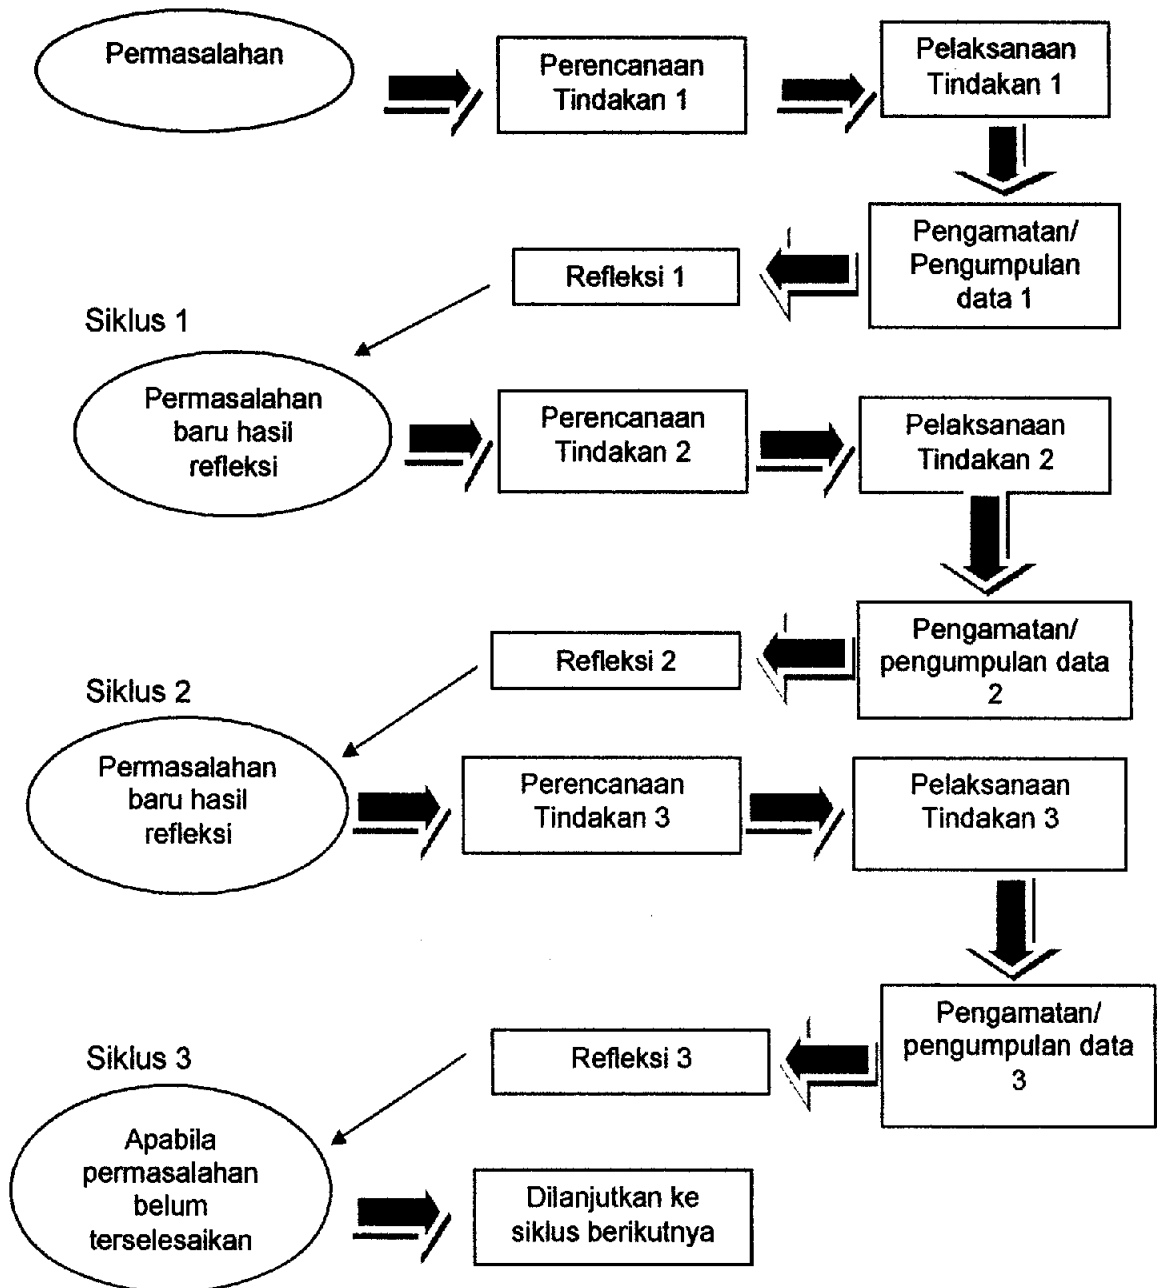 Permasalahan
Perencanaan
Tindakan 1
Pelaksanaan
Tindakan 1
Pengamatan/
Pengumpulan
data 1
Refleksi 1
Siklus 1
Permasalahan
baru hasil
refleksi
Perencanaan
Tindakan 2
Pelaksanaan
Tindakan 2
Pengamatan/
pengumpulan data
2
Refleksi 2
Siklus 2
Permasalahan
baru hasil
refleksi
Perencanaan
Tindakan 3
Pelaksanaan
Tindakan 3
Pengamatan/
pengumpulan data
3
Refleksi 3
Siklus 3
Apabila
permasalahan
belum
terselesaikan
Dilanjutkan ke
siklus berikutnya